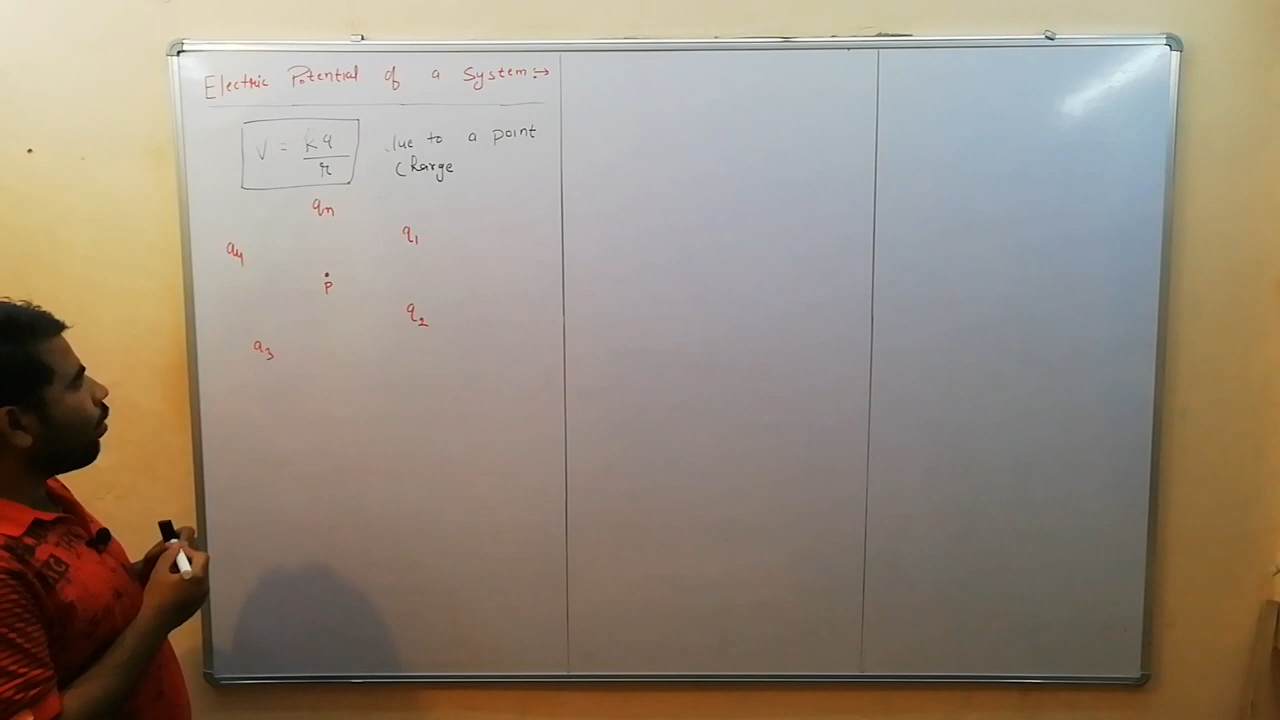 Electric Potential of a System:→
V = kq/r due to a point
charge
qn
q1
q4
P
q2
q3